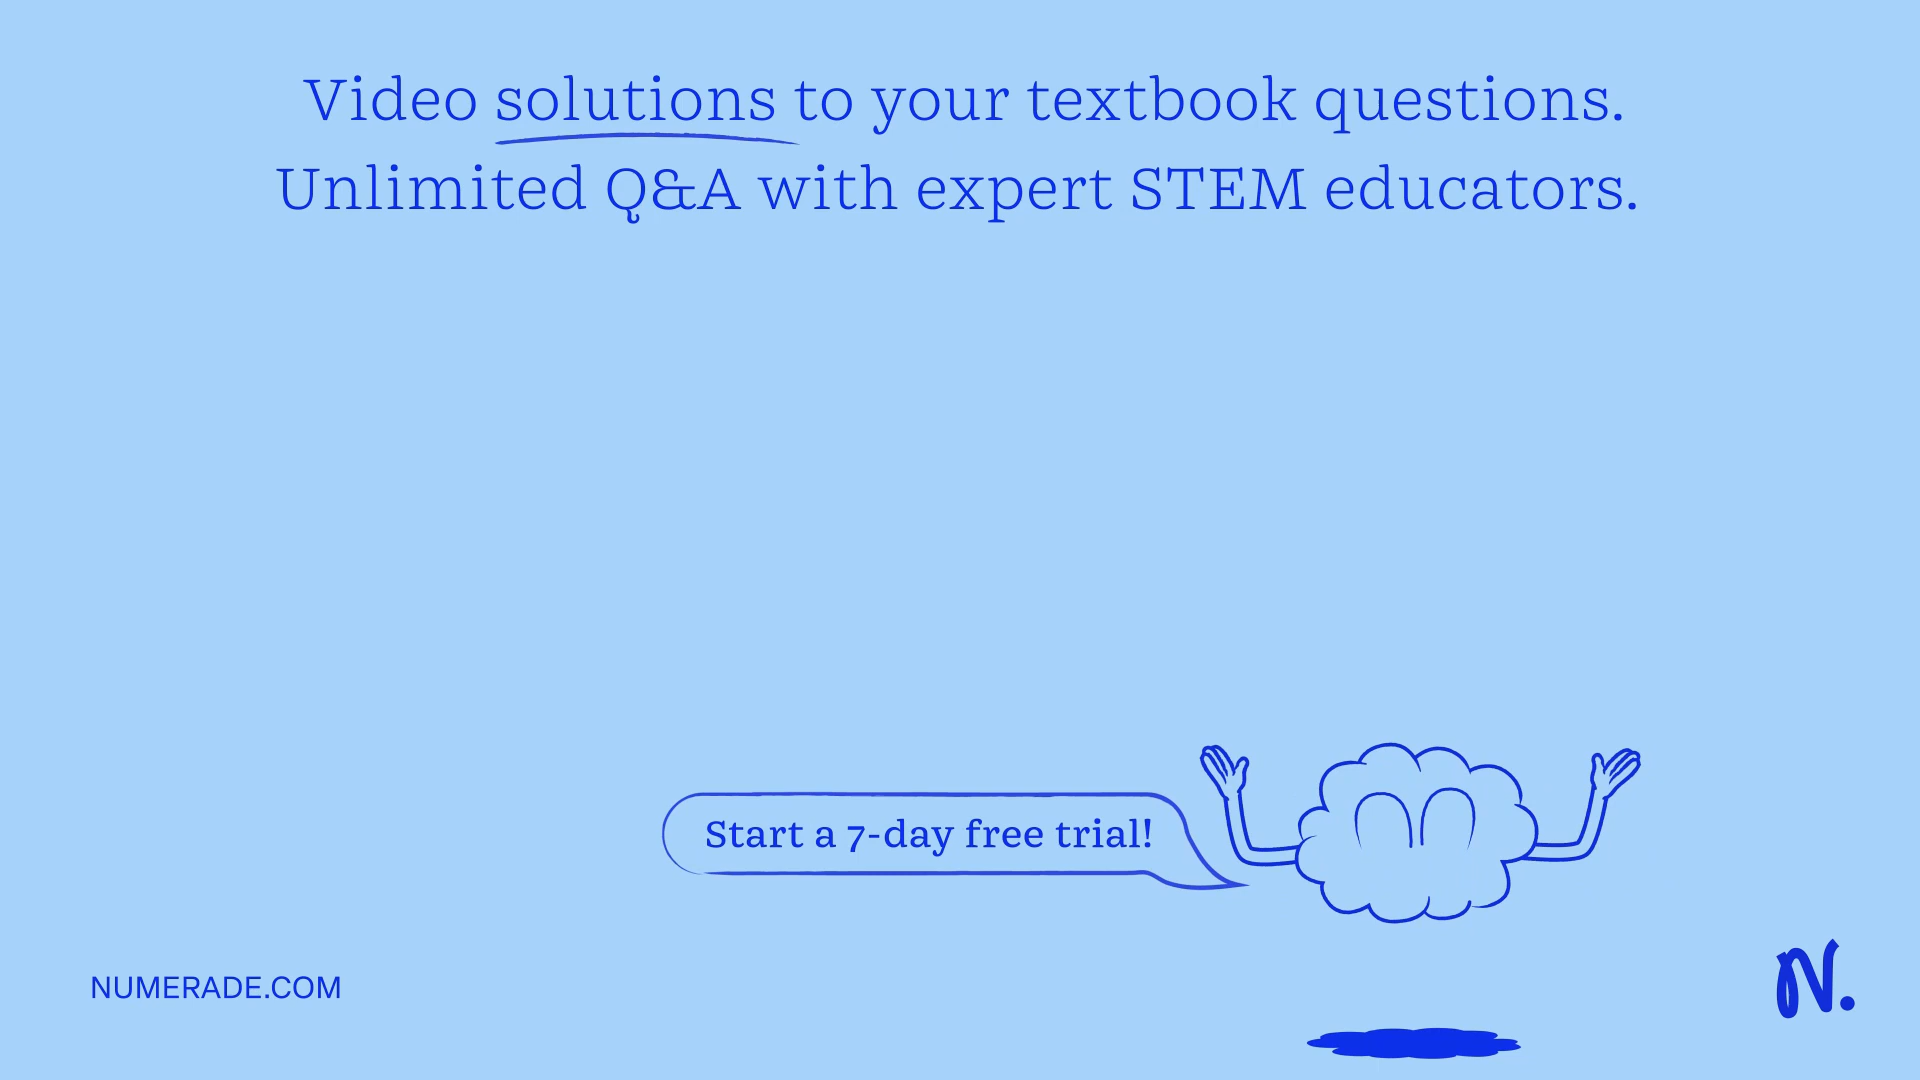 Video solutions to your textbook questions.
Unlimited Q&A with expert STEM educators.
Start a 7-day free trial!
NUMERADE.COM
N.